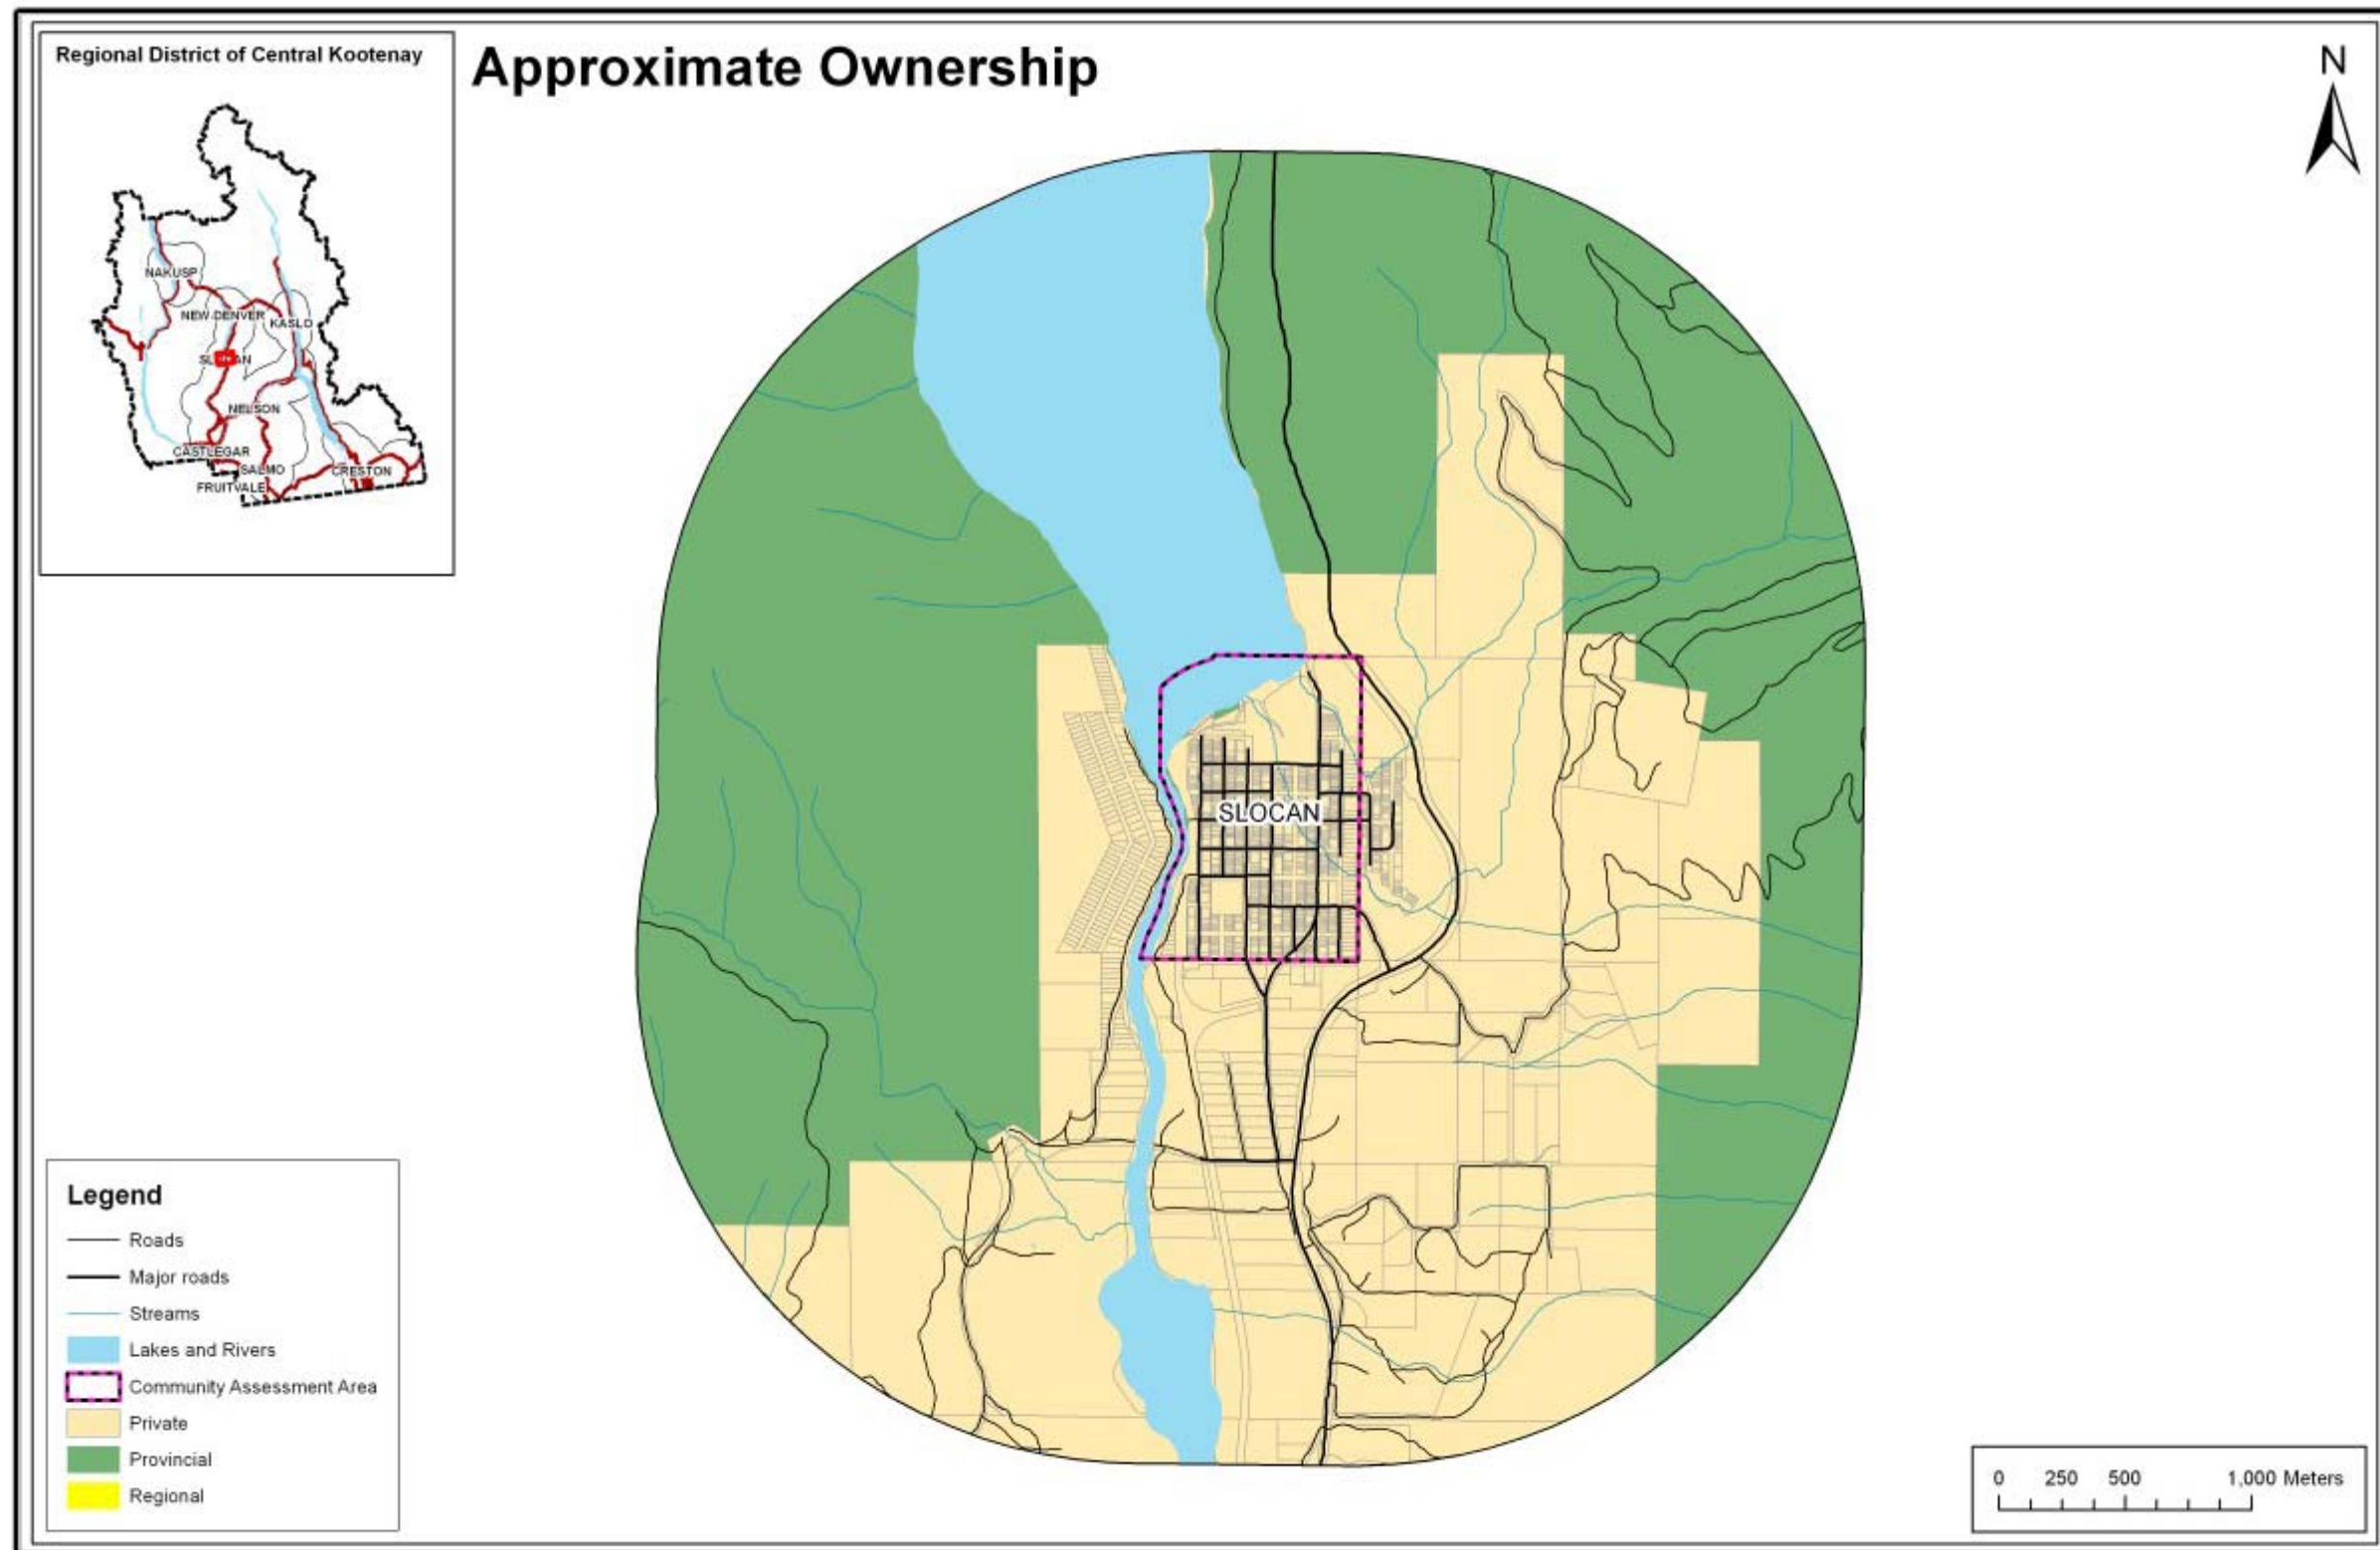 Regional District of Central Kootenay
Approximate Ownership
N
NAKUSP
NEW DENVER
KASLO
NELSON
CASTLEGAR
SALMO
CRESTON
FRUITVALE
SLOCAN
Legend
Roads
Major roads
Streams
Lakes and Rivers
Community Assessment Area
Private
Provincial
Regional
0 250 500 1,000 Meters